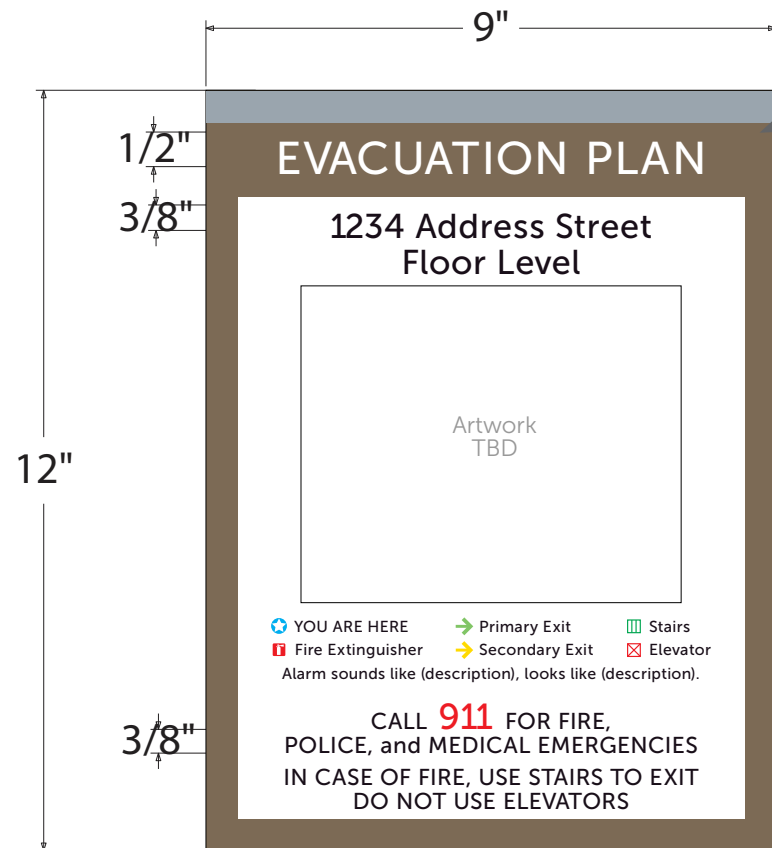 9"
1/2"
EVACUATION PLAN
3/8"
1234 Address Street
Floor Level
Artwork
TBD
12"
YOU ARE HERE
Primary Exit
Stairs
Fire Extinguisher
Secondary Exit
Elevator
Alarm sounds like (description), looks like (description).
3/8"
CALL 911 FOR FIRE,
POLICE, and MEDICAL EMERGENCIES
IN CASE OF FIRE, USE STAIRS TO EXIT
DO NOT USE ELEVATORS